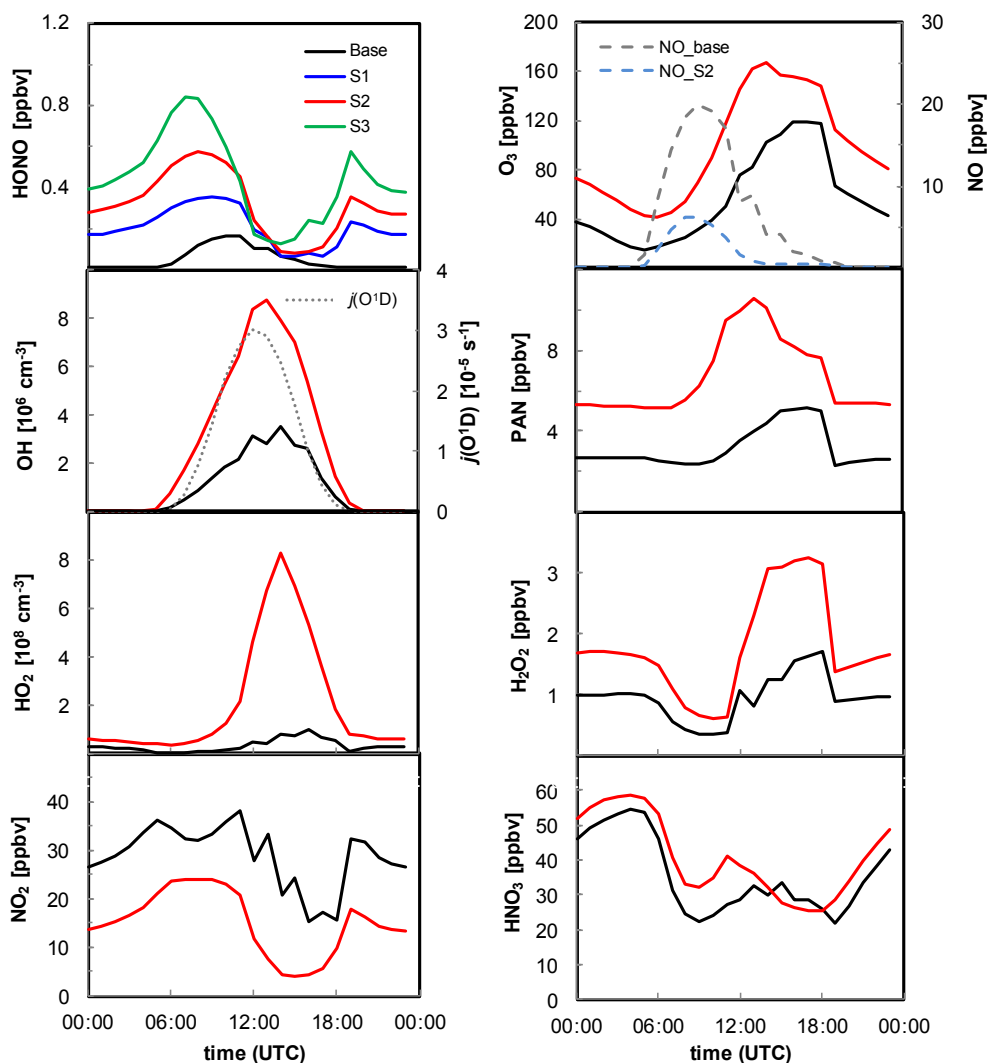 HONO [ppbv]
1.2
0.8
0.4
Base
S1
S2
S3
O₃ [ppbv]
200
160
120
80
40
NO_base
NO_S2
30
20
10
NO [ppbv]
OH [10⁶ cm⁻³]
8
6
4
2
j(O¹D)
4
3
2
1
0
j(O¹D) [10⁻⁵ s⁻¹]
PAN [ppbv]
8
4
HO₂ [10⁸ cm⁻³]
8
6
4
2
H₂O₂ [ppbv]
3
2
1
NO₂ [ppbv]
40
30
20
10
0
00:00 06:00 12:00 18:00 00:00
time (UTC)
HNO₃ [ppbv]
60
50
40
30
20
10
0
00:00 06:00 12:00 18:00 00:00
time (UTC)